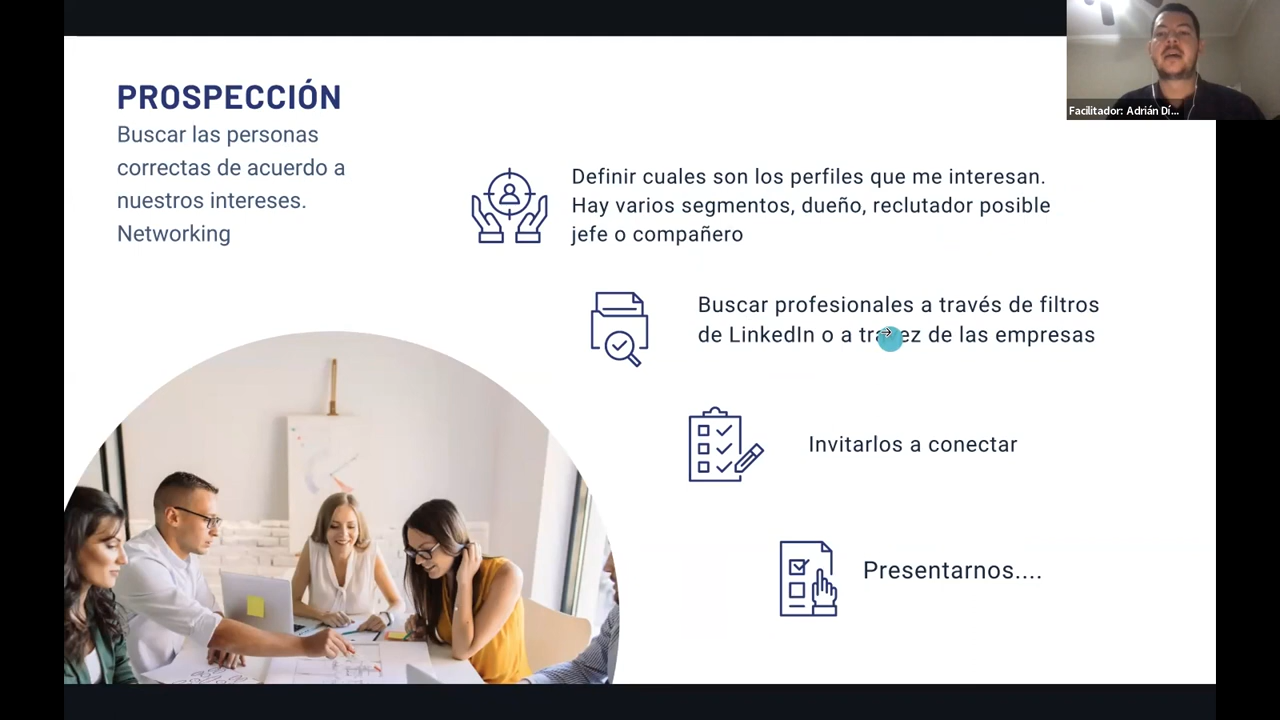 PROSPECCIÓN
Buscar las personas
correctas de acuerdo a
nuestros intereses.
Networking
Definir cuales son los perfiles que me interesan.
Hay varios segmentos, dueño, reclutador posible
jefe o compañero
Buscar profesionales a través de filtros
de LinkedIn o a travez de las empresas
Invitarlos a conectar
Presentarnos....
Facilitador: Adrián Dí...